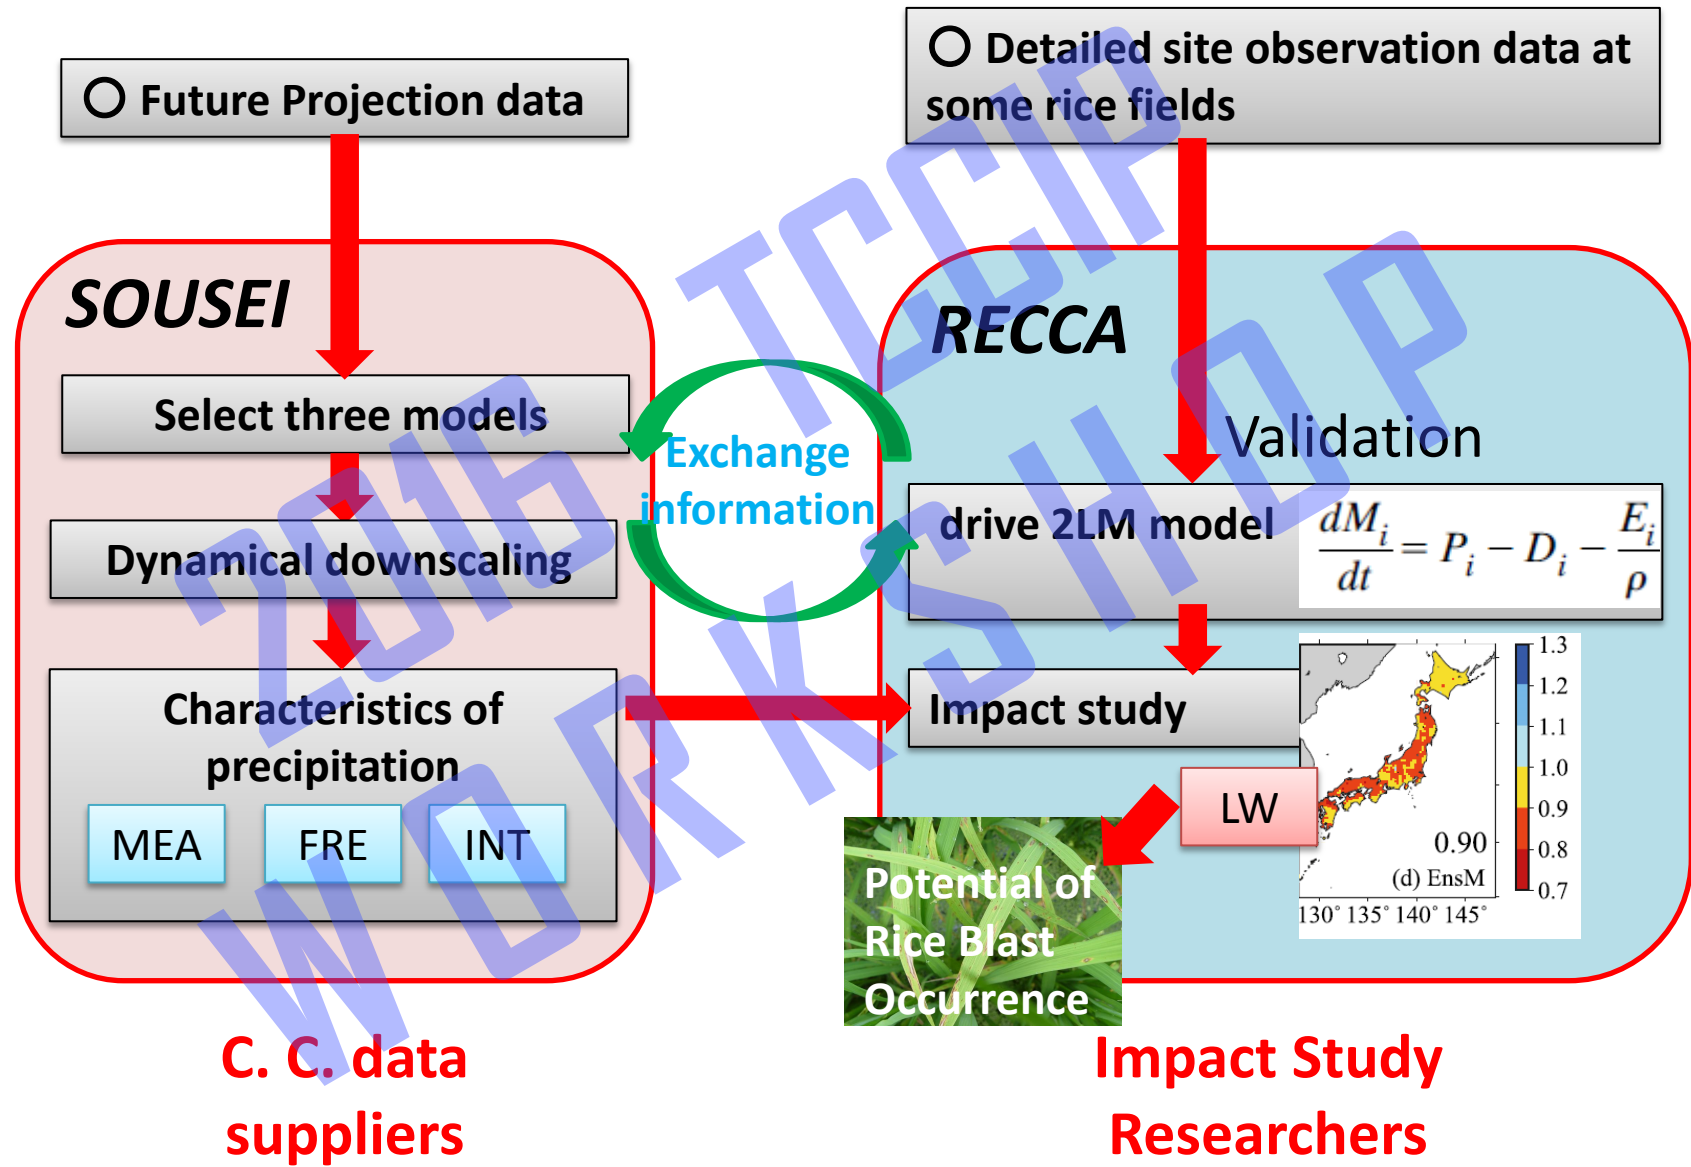 ○ Future Projection data
○ Detailed site observation data at
some rice fields
SOUSEI
Select three models
Dynamical downscaling
Characteristics of
precipitation
MEA
FRE
INT
C. C. data
suppliers
Exchange
information
RECCA
Validation
drive 2LM model
dM_i/dt = P_i − D_i − E_i/ρ
Impact study
LW
Potential of
Rice Blast
Occurrence
1.3
1.2
1.1
1.0
0.9
0.8
0.7
0.90
(d) EnsM
130° 135° 140° 145°
Impact Study
Researchers
2016 TCCIP
WORKSHOP